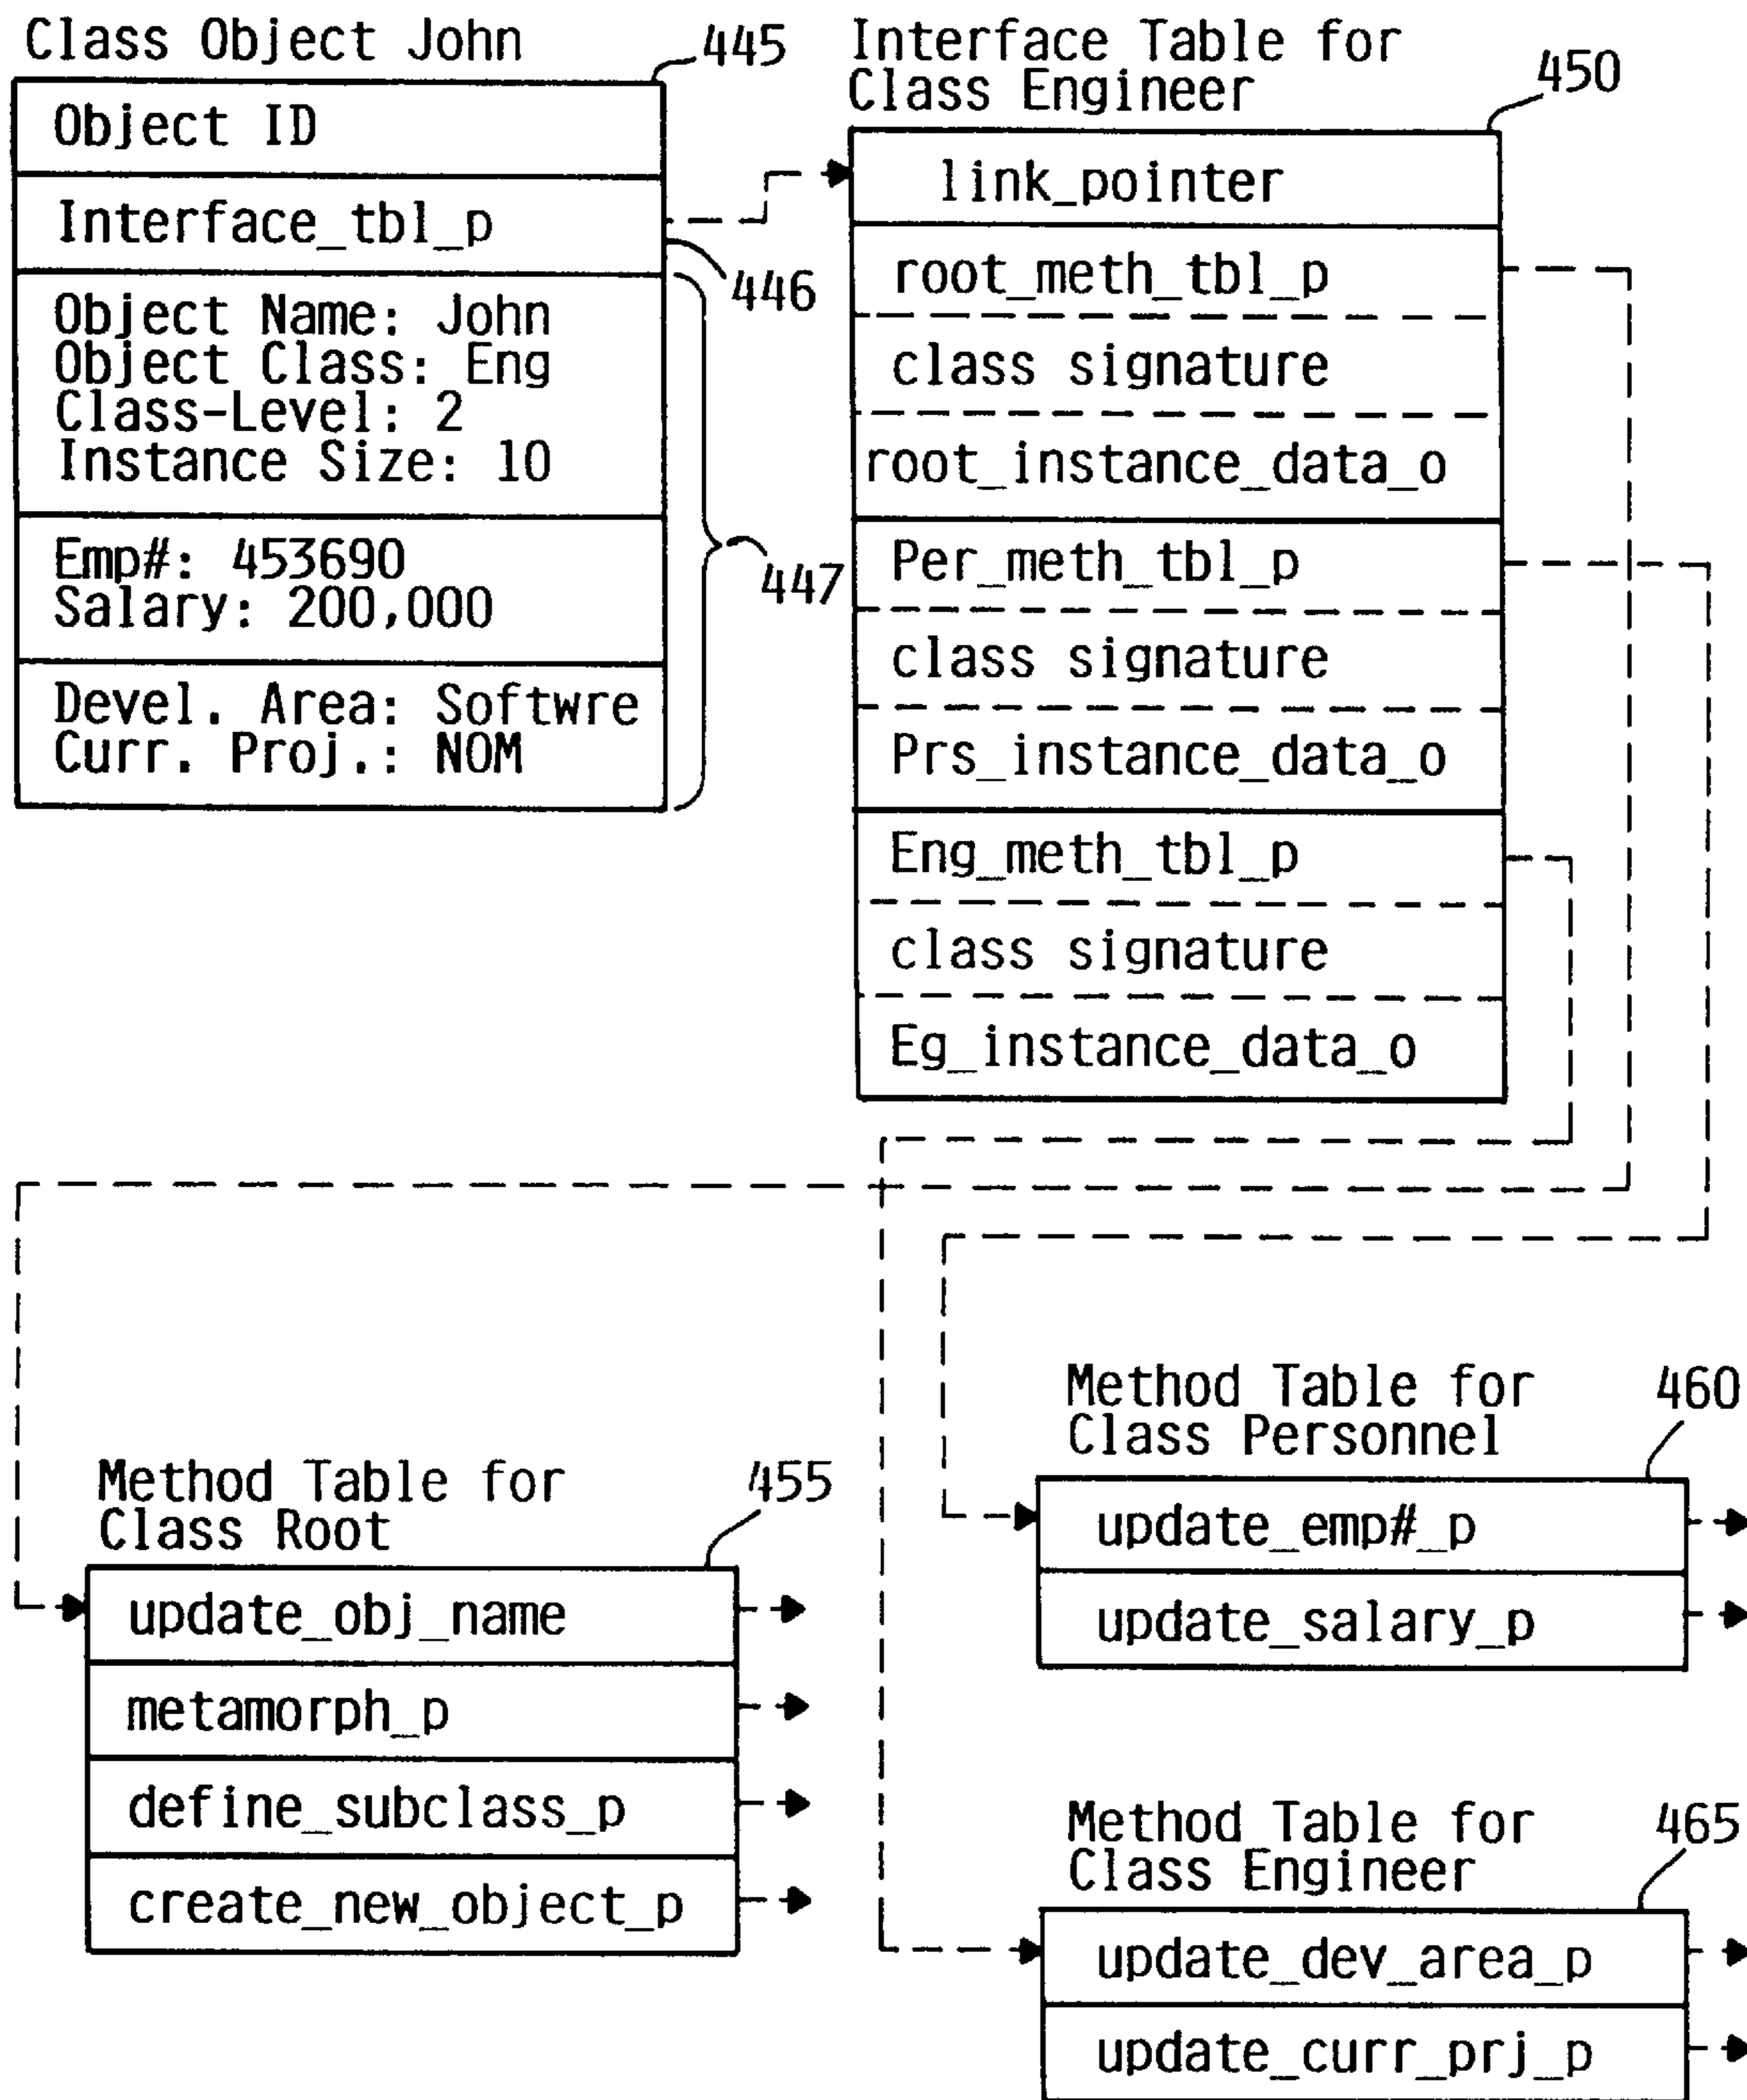 Class Object John
445
Object ID
Interface_tbl_p
446
Object Name: John
Object Class: Eng
Class-Level: 2
Instance Size: 10
Emp#: 453690
Salary: 200,000
447
Devel. Area: Softwre
Curr. Proj.: NOM
Interface Table for
Class Engineer
450
link_pointer
root_meth_tbl_p
class signature
root_instance_data_o
Per_meth_tbl_p
class signature
Prs_instance_data_o
Eng_meth_tbl_p
class signature
Eg_instance_data_o
Method Table for
Class Root
455
update_obj_name
metamorph_p
define_subclass_p
create_new_object_p
Method Table for
Class Personnel
460
update_emp#_p
update_salary_p
Method Table for
Class Engineer
465
update_dev_area_p
update_curr_prj_p